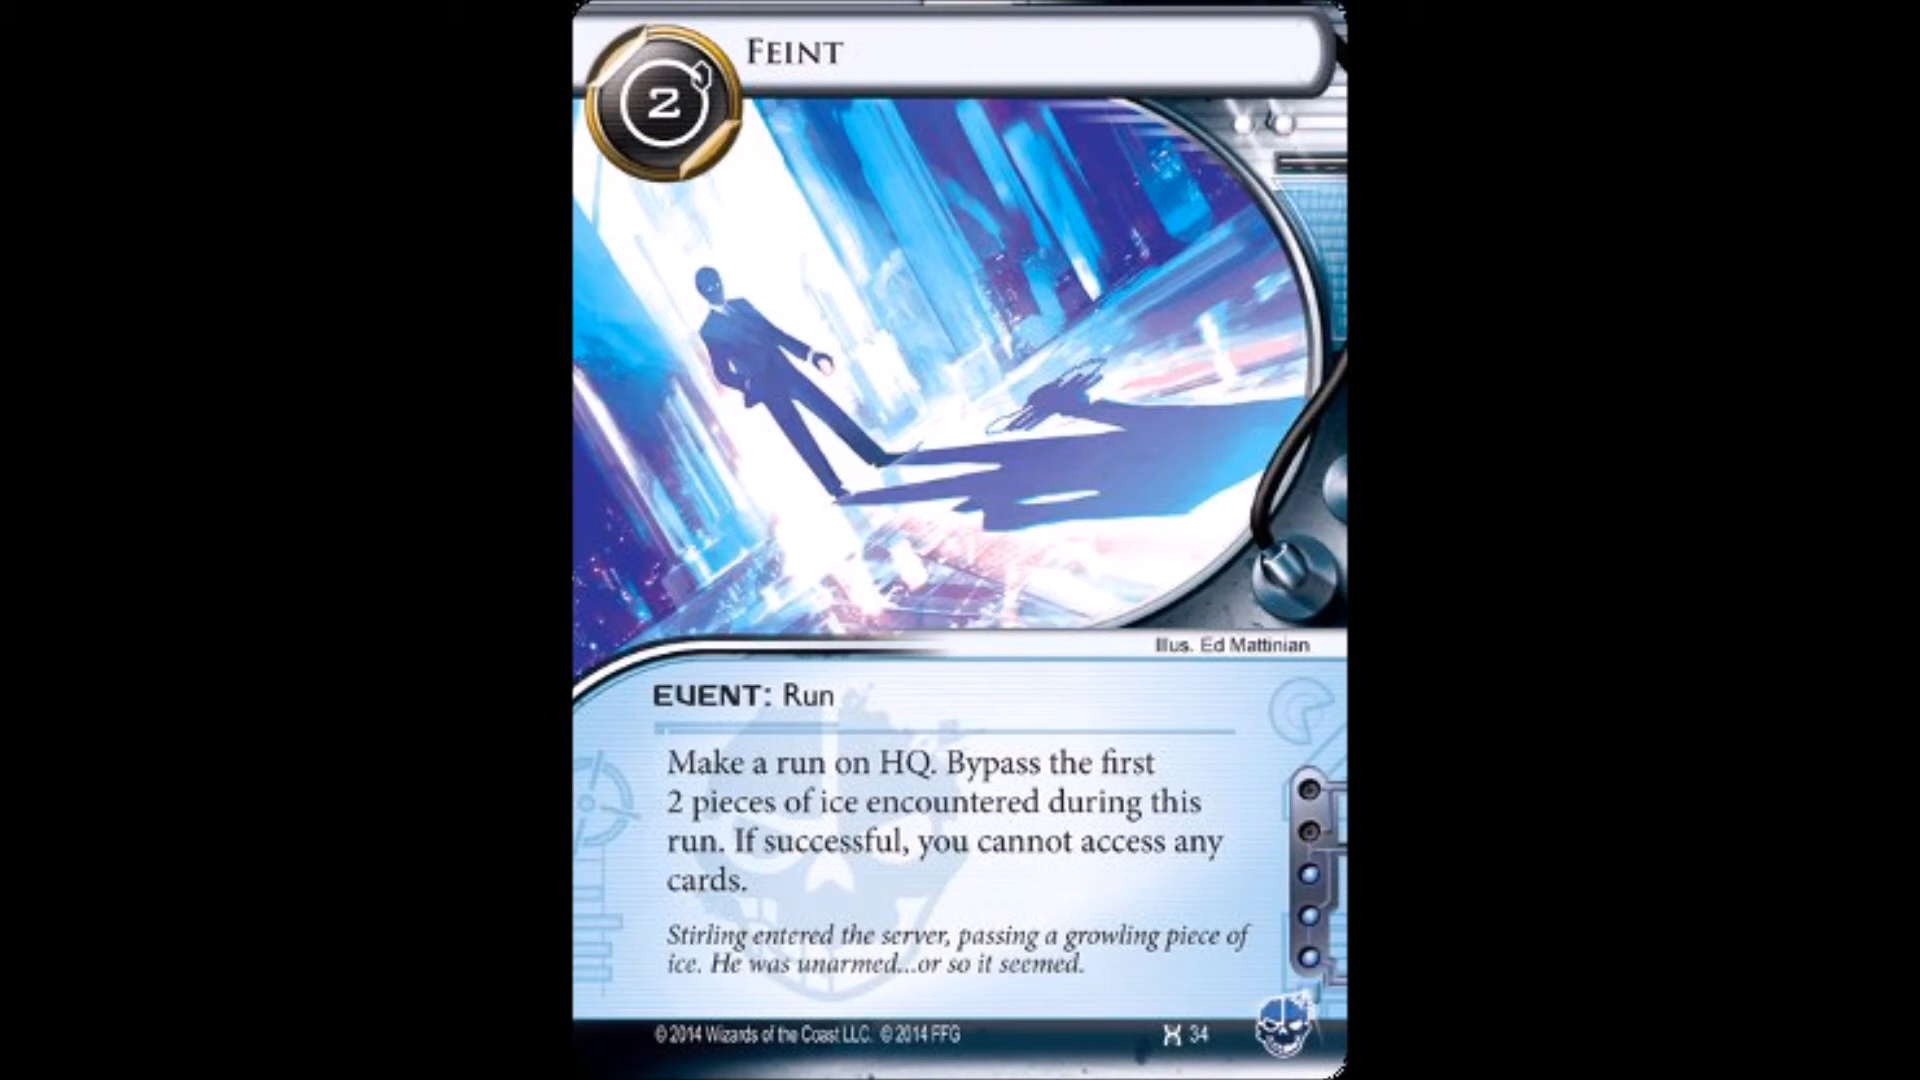 2
FEINT
Illus. Ed Mattinian
EVENT: Run
Make a run on HQ. Bypass the first
2 pieces of ice encountered during this
run. If successful, you cannot access any
cards.
Stirling entered the server, passing a growling piece of
ice. He was unarmed...or so it seemed.
© 2014 Wizards of the Coast LLC. © 2014 FFG
34